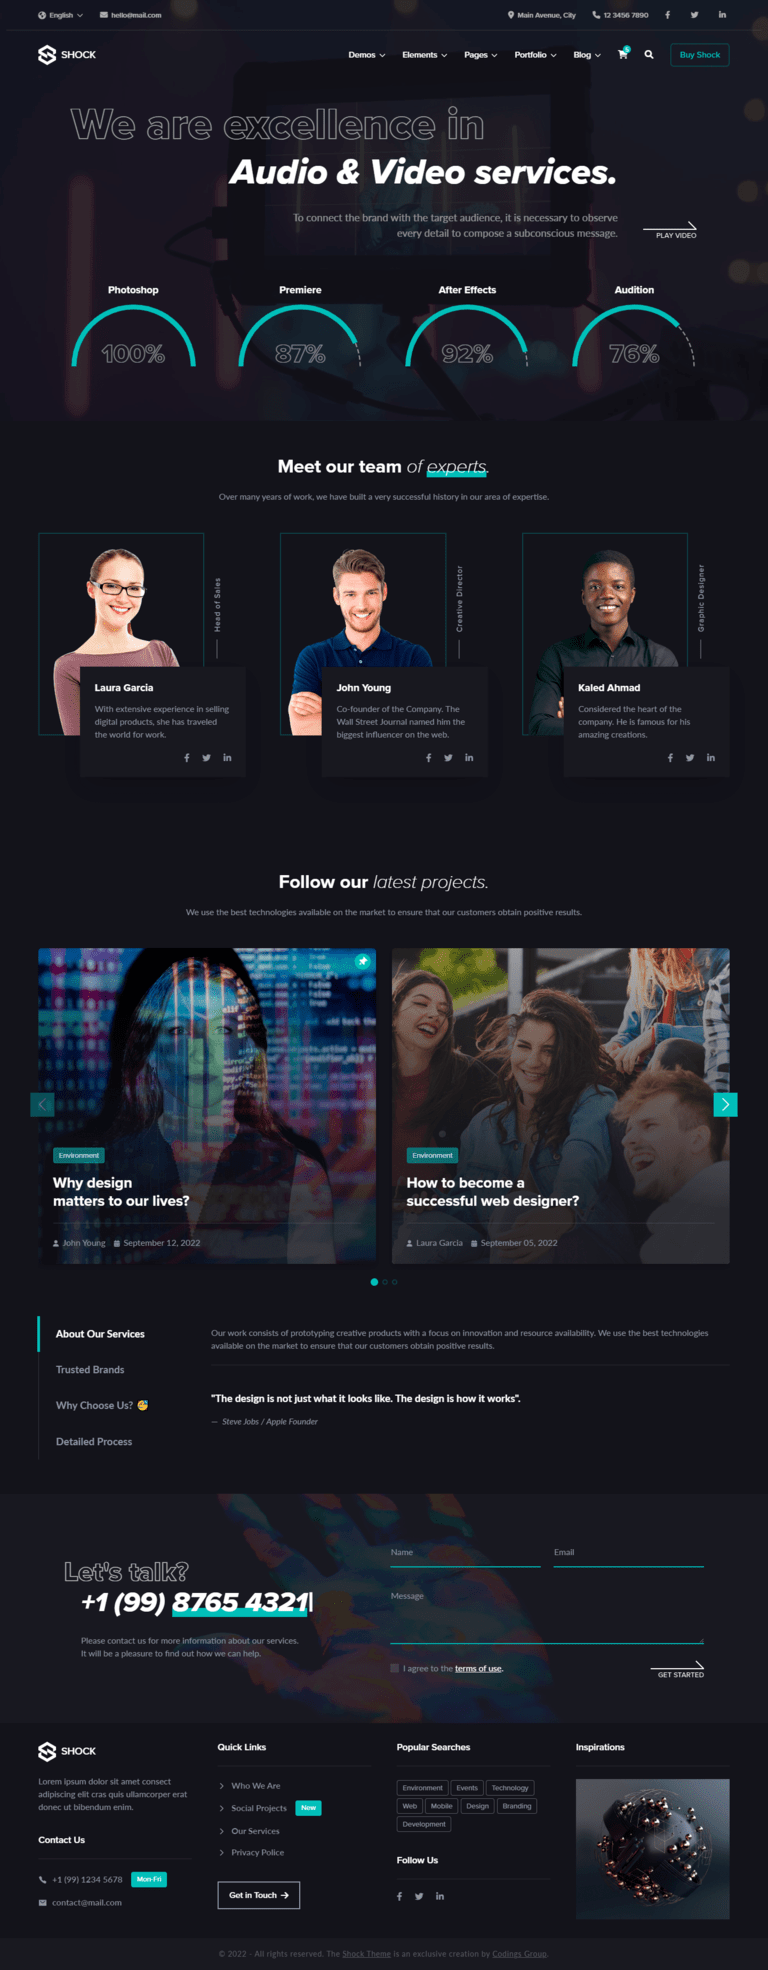 English
hello@mail.com
Main Avenue, City
12 3456 7890
SHOCK
Demos
Elements
Pages
Portfolio
Blog
Buy Shock
We are excellence in
Audio & Video services.
To connect the brand with the target audience, it is necessary to observe
every detail to compose a subconscious message.
PLAY VIDEO
Photoshop
Premiere
After Effects
Audition
100%
87%
92%
76%
Meet our team of experts.
Over many years of work, we have built a very successful history in our area of expertise.
Head of Sales
Laura Garcia
With extensive experience in selling
digital products, she has traveled
the world for work.
Creative Director
John Young
Co-founder of the Company. The
Wall Street Journal named him the
biggest influencer on the web.
Graphic Designer
Kaled Ahmad
Considered the heart of the
company. He is famous for his
amazing creations.
Follow our latest projects.
We use the best technologies available on the market to ensure that our customers obtain positive results.
Environment
Why design
matters to our lives?
John Young
September 12, 2022
Environment
How to become a
successful web designer?
Laura Garcia
September 05, 2022
About Our Services
Trusted Brands
Why Choose Us? 🥳
Detailed Process
Our work consists of prototyping creative products with a focus on innovation and resource availability. We use the best technologies
available on the market to ensure that our customers obtain positive results.
"The design is not just what it looks like. The design is how it works".
— Steve Jobs / Apple Founder
Let's talk?
+1 (99) 8765 4321|
Please contact us for more information about our services.
It will be a pleasure to find out how we can help.
Name
Email
Message
I agree to the terms of use.
GET STARTED
SHOCK
Lorem ipsum dolor sit amet consect
adipiscing elit cras quis ullamcorper erat
donec ut bibendum enim.
Contact Us
+1 (99) 1234 5678
Mon-Fri
contact@mail.com
Quick Links
Who We Are
Social Projects
New
Our Services
Privacy Police
Get in Touch
Popular Searches
Environment
Events
Technology
Web
Mobile
Design
Branding
Development
Follow Us
Inspirations
© 2022 - All rights reserved. The Shock Theme is an exclusive creation by Codings Group.